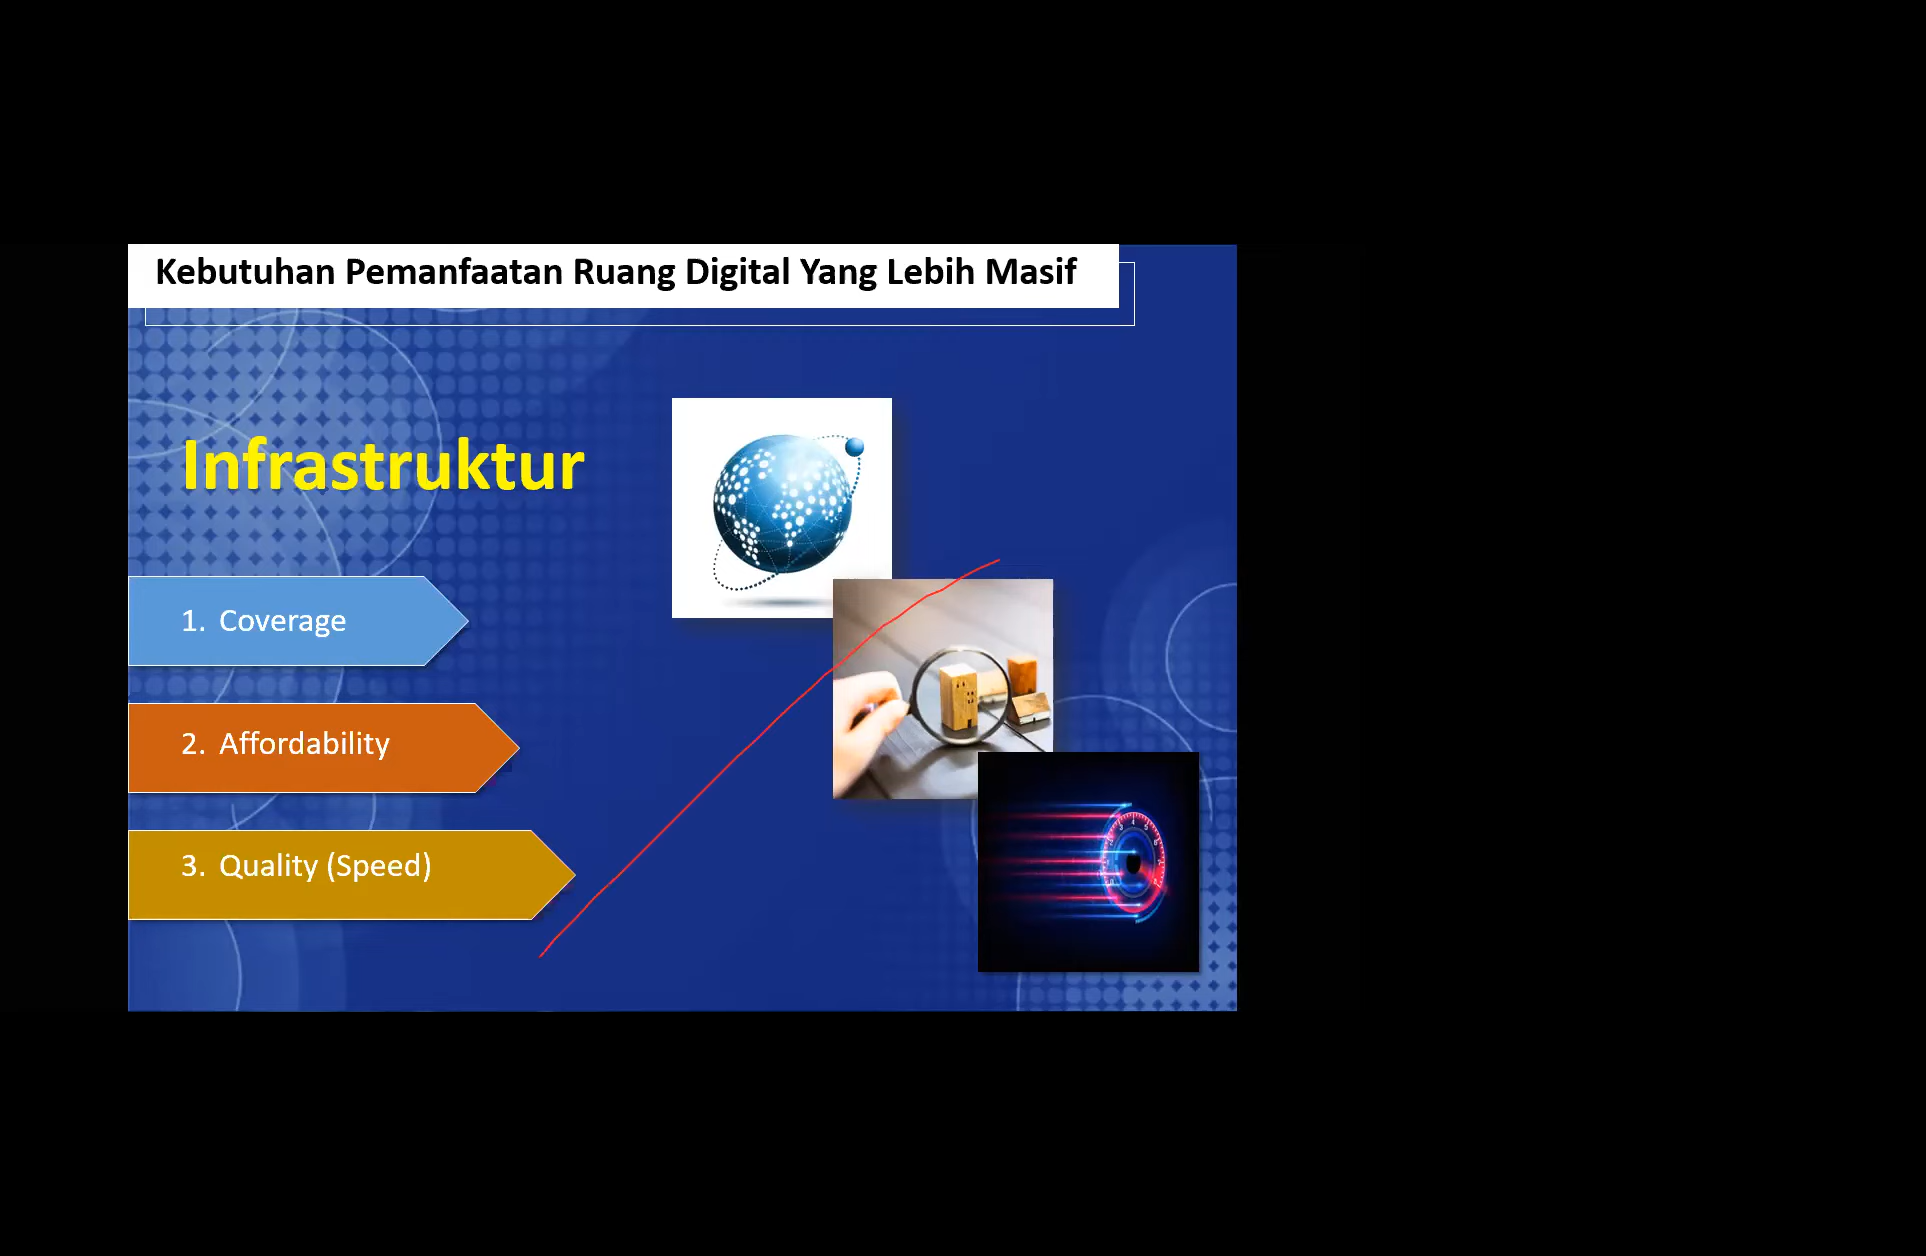 Kebutuhan Pemanfaatan Ruang Digital Yang Lebih Masif
Infrastruktur
1. Coverage
2. Affordability
3. Quality (Speed)